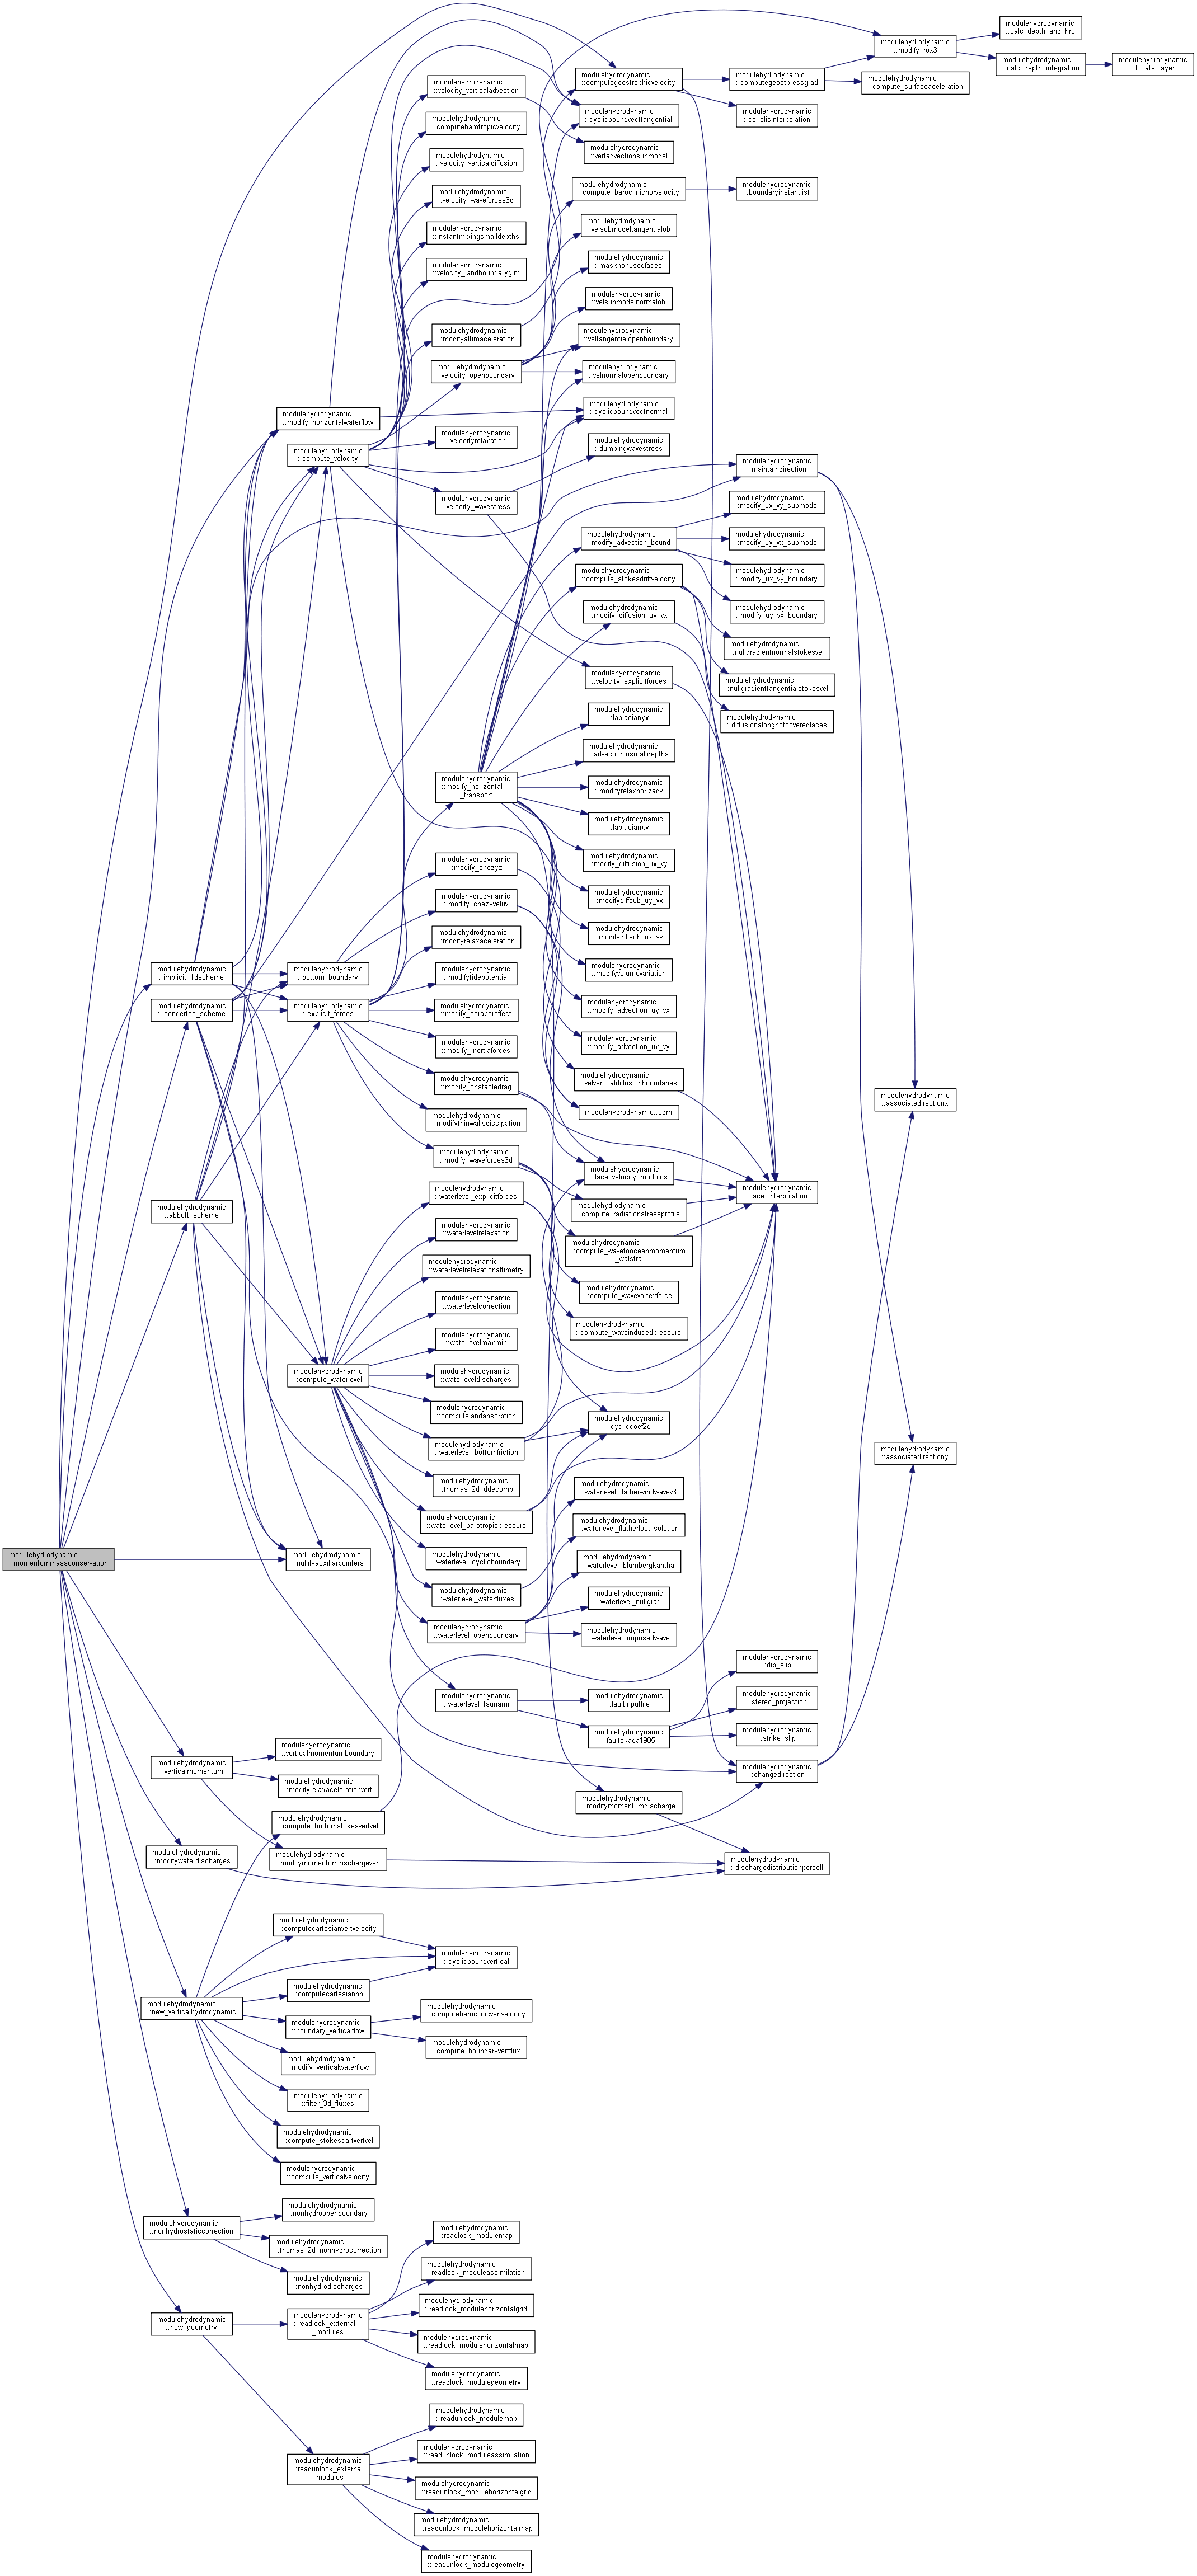 modulehydrodynamic
::momentummassconservation
modulehydrodynamic
::implicit_1dscheme
modulehydrodynamic
::leendertse_scheme
modulehydrodynamic
::abbott_scheme
modulehydrodynamic
::verticalmomentum
modulehydrodynamic
::modifywaterdischarges
modulehydrodynamic
::new_verticalhydrodynamic
modulehydrodynamic
::nonhydrostaticcorrection
modulehydrodynamic
::new_geometry
modulehydrodynamic
::modify_horizontalwaterflow
modulehydrodynamic
::compute_velocity
modulehydrodynamic
::bottom_boundary
modulehydrodynamic
::explicit_forces
modulehydrodynamic
::compute_waterlevel
modulehydrodynamic
::nullifyauxiliarpointers
modulehydrodynamic
::verticalmomentumboundary
modulehydrodynamic
::modifyrelaxacelerationvert
modulehydrodynamic
::compute_bottomstokesvertvel
modulehydrodynamic
::modifymomentumdischargevert
modulehydrodynamic
::computecartesianvertvelocity
modulehydrodynamic
::computecartesiannh
modulehydrodynamic
::boundary_verticalflow
modulehydrodynamic
::modify_verticalwaterflow
modulehydrodynamic
::filter_3d_fluxes
modulehydrodynamic
::compute_stokescartvertvel
modulehydrodynamic
::compute_verticalvelocity
modulehydrodynamic
::nonhydroopenboundary
modulehydrodynamic
::thomas_2d_nonhydrocorrection
modulehydrodynamic
::nonhydrodischarges
modulehydrodynamic
::readlock_external
_modules
modulehydrodynamic
::readunlock_external
_modules
modulehydrodynamic
::velocity_verticaladvection
modulehydrodynamic
::computebarotropicvelocity
modulehydrodynamic
::velocity_verticaldiffusion
modulehydrodynamic
::velocity_waveforces3d
modulehydrodynamic
::instantmixingsmalldepths
modulehydrodynamic
::velocity_landboundaryglm
modulehydrodynamic
::modifyaltimaceleration
modulehydrodynamic
::velocity_openboundary
modulehydrodynamic
::velocityrelaxation
modulehydrodynamic
::velocity_wavestress
modulehydrodynamic
::modify_horizontal
_transport
modulehydrodynamic
::modify_chezyz
modulehydrodynamic
::modify_chezyveluv
modulehydrodynamic
::modifyrelaxaceleration
modulehydrodynamic
::modifytidepotential
modulehydrodynamic
::modify_scrapereffect
modulehydrodynamic
::modify_inertiaforces
modulehydrodynamic
::modify_obstacledrag
modulehydrodynamic
::modifythinwallsdissipation
modulehydrodynamic
::modify_waveforces3d
modulehydrodynamic
::waterlevel_explicitforces
modulehydrodynamic
::waterlevelrelaxation
modulehydrodynamic
::waterlevelrelaxationaltimetry
modulehydrodynamic
::waterlevelcorrection
modulehydrodynamic
::waterlevelmaxmin
modulehydrodynamic
::waterleveldischarges
modulehydrodynamic
::computelandabsorption
modulehydrodynamic
::waterlevel_bottomfriction
modulehydrodynamic
::thomas_2d_ddecomp
modulehydrodynamic
::waterlevel_barotropicpressure
modulehydrodynamic
::waterlevel_cyclicboundary
modulehydrodynamic
::waterlevel_waterfluxes
modulehydrodynamic
::waterlevel_openboundary
modulehydrodynamic
::waterlevel_tsunami
modulehydrodynamic
::cyclicboundvertical
modulehydrodynamic
::computebaroclinicvertvelocity
modulehydrodynamic
::compute_boundaryvertflux
modulehydrodynamic
::readlock_modulemap
modulehydrodynamic
::readlock_moduleassimilation
modulehydrodynamic
::readlock_modulehorizontalgrid
modulehydrodynamic
::readlock_modulehorizontalmap
modulehydrodynamic
::readlock_modulegeometry
modulehydrodynamic
::readunlock_modulemap
modulehydrodynamic
::readunlock_moduleassimilation
modulehydrodynamic
::readunlock_modulehorizontalgrid
modulehydrodynamic
::readunlock_modulehorizontalmap
modulehydrodynamic
::readunlock_modulegeometry
modulehydrodynamic
::computegeostrophicvelocity
modulehydrodynamic
::cyclicboundvecttangential
modulehydrodynamic
::vertadvectionsubmodel
modulehydrodynamic
::compute_baroclinichorvelocity
modulehydrodynamic
::velsubmodeltangentialob
modulehydrodynamic
::masknonusedfaces
modulehydrodynamic
::velsubmodelnormalob
modulehydrodynamic
::veltangentialopenboundary
modulehydrodynamic
::velnormalopenboundary
modulehydrodynamic
::cyclicboundvectnormal
modulehydrodynamic
::dumpingwavestress
modulehydrodynamic
::modify_advection_bound
modulehydrodynamic
::compute_stokesdriftvelocity
modulehydrodynamic
::modify_diffusion_uy_vx
modulehydrodynamic
::velocity_explicitforces
modulehydrodynamic
::laplacianyx
modulehydrodynamic
::advectioninsmalldepths
modulehydrodynamic
::modifyrelaxhorizadv
modulehydrodynamic
::laplacianxy
modulehydrodynamic
::modify_diffusion_ux_vy
modulehydrodynamic
::modifydiffsub_uy_vx
modulehydrodynamic
::modifydiffsub_ux_vy
modulehydrodynamic
::modifyvolumevariation
modulehydrodynamic
::modify_advection_uy_vx
modulehydrodynamic
::modify_advection_ux_vy
modulehydrodynamic
::velverticaldiffusionboundaries
modulehydrodynamic::cdm
modulehydrodynamic
::face_velocity_modulus
modulehydrodynamic
::compute_radiationstressprofile
modulehydrodynamic
::compute_wavetooceanmomentum
_walstra
modulehydrodynamic
::compute_wavevortexforce
modulehydrodynamic
::compute_waveinducedpressure
modulehydrodynamic
::cycliccoef2d
modulehydrodynamic
::waterlevel_flatherwindwavev3
modulehydrodynamic
::waterlevel_flatherlocalsolution
modulehydrodynamic
::waterlevel_blumbergkantha
modulehydrodynamic
::waterlevel_nullgrad
modulehydrodynamic
::waterlevel_imposedwave
modulehydrodynamic
::faultinputfile
modulehydrodynamic
::faultokada1985
modulehydrodynamic
::modifymomentumdischarge
modulehydrodynamic
::computegeostpressgrad
modulehydrodynamic
::coriolisinterpolation
modulehydrodynamic
::boundaryinstantlist
modulehydrodynamic
::maintaindirection
modulehydrodynamic
::modify_ux_vy_submodel
modulehydrodynamic
::modify_uy_vx_submodel
modulehydrodynamic
::modify_ux_vy_boundary
modulehydrodynamic
::modify_uy_vx_boundary
modulehydrodynamic
::nullgradientnormalstokesvel
modulehydrodynamic
::nullgradienttangentialstokesvel
modulehydrodynamic
::diffusionalongnotcoveredfaces
modulehydrodynamic
::face_interpolation
modulehydrodynamic
::dip_slip
modulehydrodynamic
::stereo_projection
modulehydrodynamic
::strike_slip
modulehydrodynamic
::changedirection
modulehydrodynamic
::dischargedistributionpercell
modulehydrodynamic
::modify_rox3
modulehydrodynamic
::compute_surfaceaceleration
modulehydrodynamic
::associatedirectionx
modulehydrodynamic
::associatedirectiony
modulehydrodynamic
::calc_depth_and_hro
modulehydrodynamic
::calc_depth_integration
modulehydrodynamic
::locate_layer